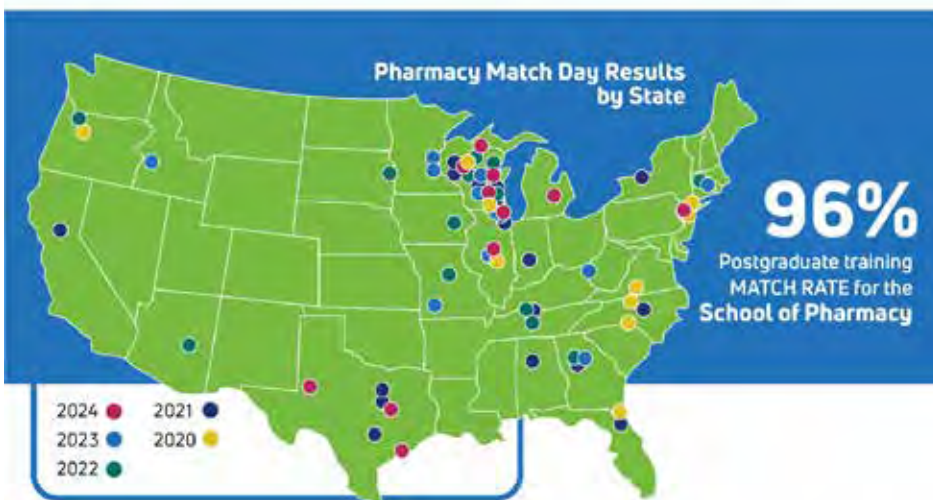 Pharmacy Match Day Results
by State
96%
Postgraduate training
MATCH RATE for the
School of Pharmacy
2024
2021
2023
2020
2022